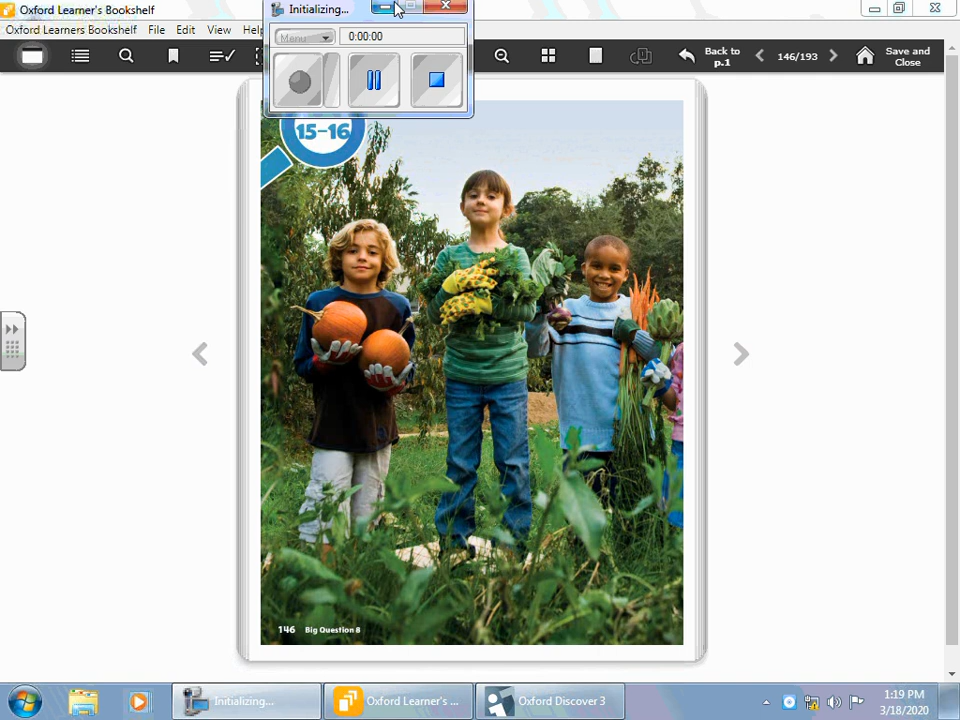 Oxford Learner's Bookshelf
Initializing...
Oxford Learners Bookshelf File Edit View Help
Menu 0:00:00
Back to p.1
146/193
Save and Close
15-16
146 Big Question 8
Initializing...
Oxford Learner's ...
Oxford Discover 3
1:19 PM
3/18/2020